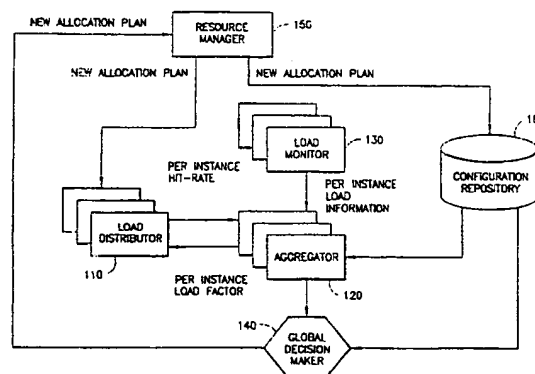 NEW ALLOCATION PLAN
RESOURCE
MANAGER
150
NEW ALLOCATION PLAN
NEW ALLOCATION PLAN
LOAD
MONITOR
130
PER INSTANCE
HIT-RATE
PER INSTANCE
LOAD
INFORMATION
CONFIGURATION
REPOSITORY
LOAD
DISTRIBUTOR
110
AGGREGATOR
120
PER INSTANCE
LOAD FACTOR
140
GLOBAL
DECISION
MAKER